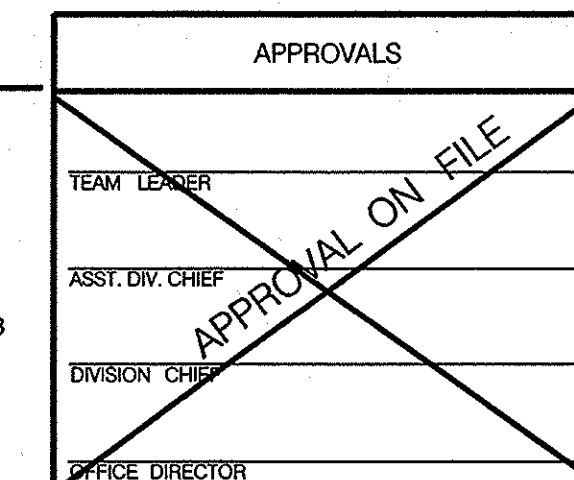 APPROVALS
TEAM LEADER
APPROVAL ON FILE
ASST. DIV. CHIEF
DIVISION CHIEF
OFFICE DIRECTOR